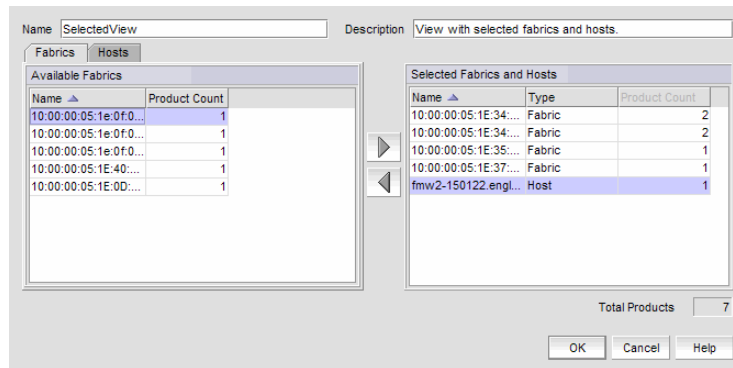 Name SelectedView Description View with selected fabrics and hosts.
Fabrics Hosts
Available Fabrics
Name Product Count
10:00:00:05:1e:0f:0... 1
10:00:00:05:1e:0f:0... 1
10:00:00:05:1e:0f:0... 1
10:00:00:05:1E:40:... 1
10:00:00:05:1E:0D:... 1
Selected Fabrics and Hosts
Name Type Product Count
10:00:00:05:1E:34:... Fabric 2
10:00:00:05:1E:34:... Fabric 2
10:00:00:05:1E:35:... Fabric 1
10:00:00:05:1E:37:... Fabric 1
fmw2-150122.engl... Host 1
Total Products 7
OK Cancel Help